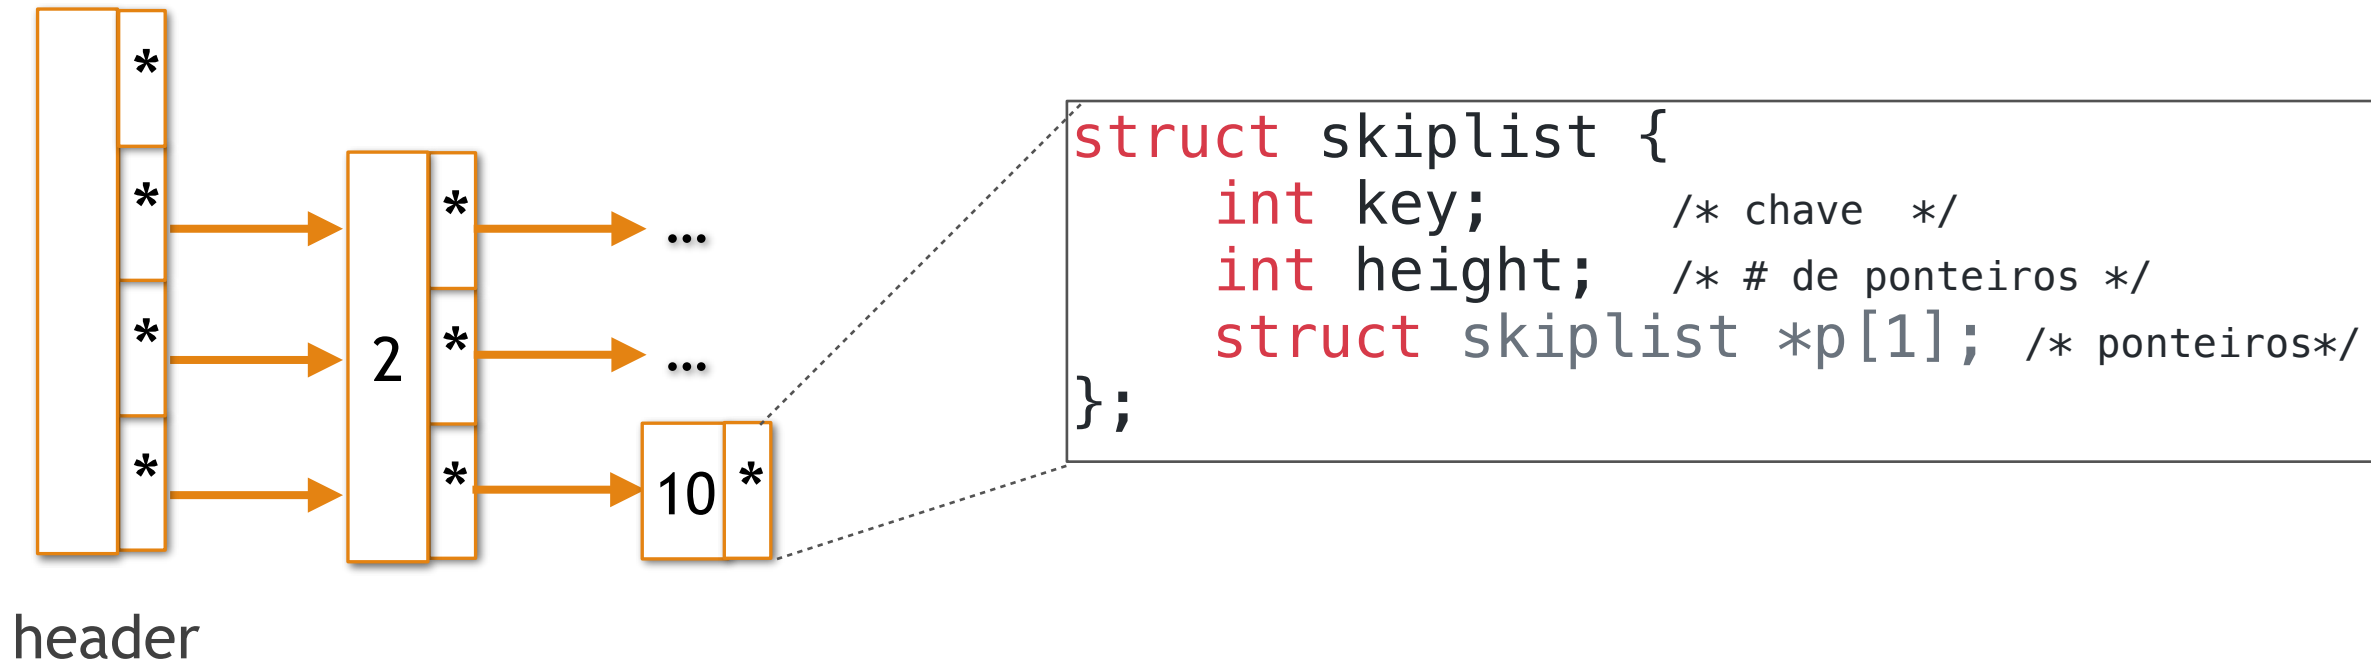 *
*
*
*
header
2
*
*
*
...
...
10 *
struct skiplist {
int key; /* chave */
int height; /* # de ponteiros */
struct skiplist *p[1]; /* ponteiros*/
};